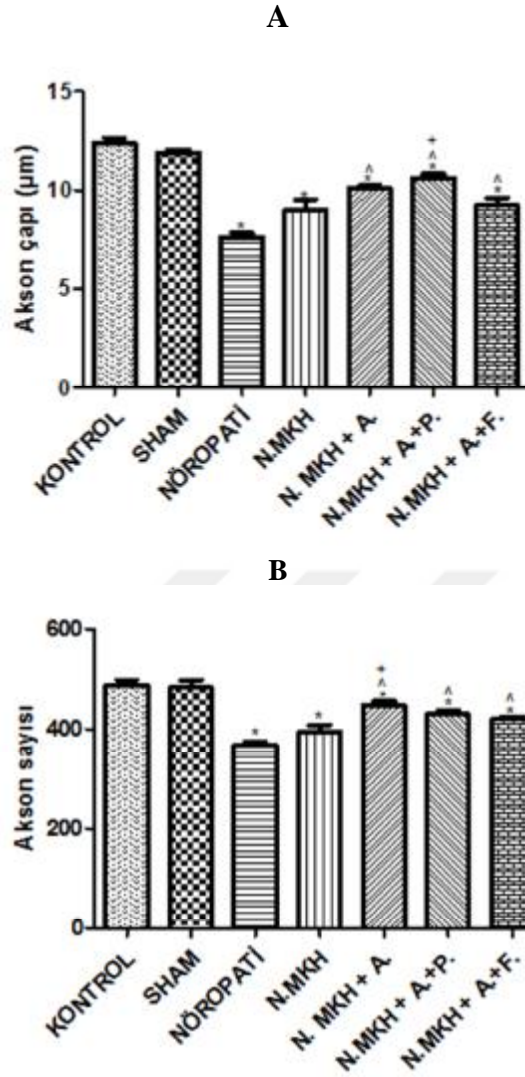 A
15
10
5
0
Akson çapı (µm)
*
*
^
*
+
^
*
^
*
KONTROL
SHAM
NÖROPATİ
N.MKH
N. MKH + A.
N.MKH + A.+P.
N.MKH + A.+F.
B
600
400
200
0
Akson sayısı
*
*
+
^
*
^
*
^
*
KONTROL
SHAM
NÖROPATİ
N.MKH
N. MKH + A.
N.MKH + A.+P.
N.MKH + A.+F.